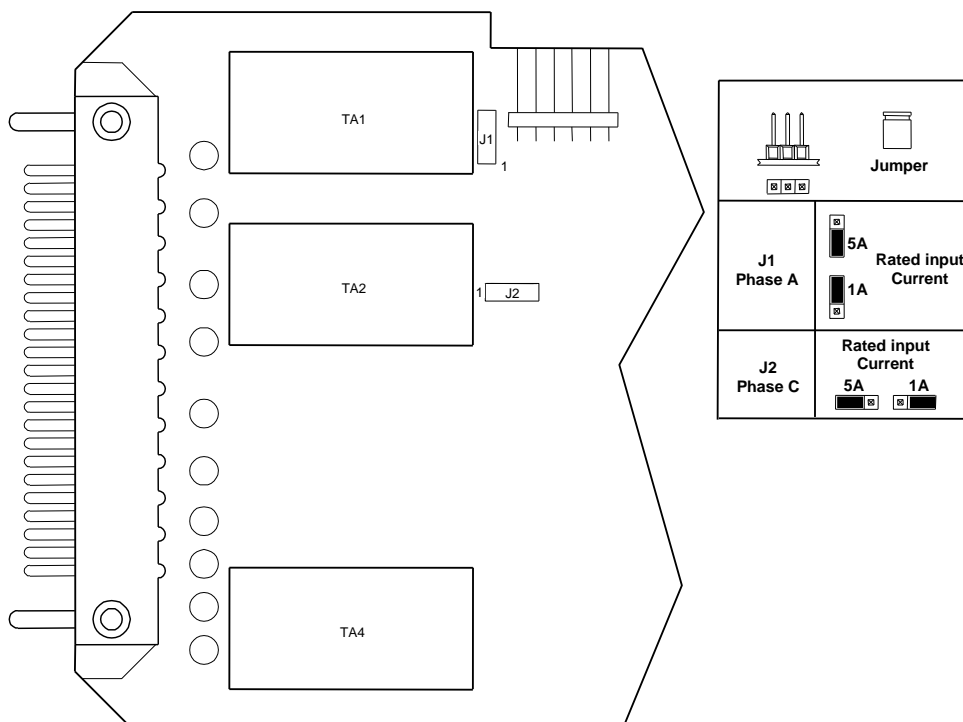 TA1
J1
1
TA2
1
J2
TA4
Jumper
J1
Phase A
5A
1A
Rated input
Current
J2
Phase C
Rated input
Current
5A 1A